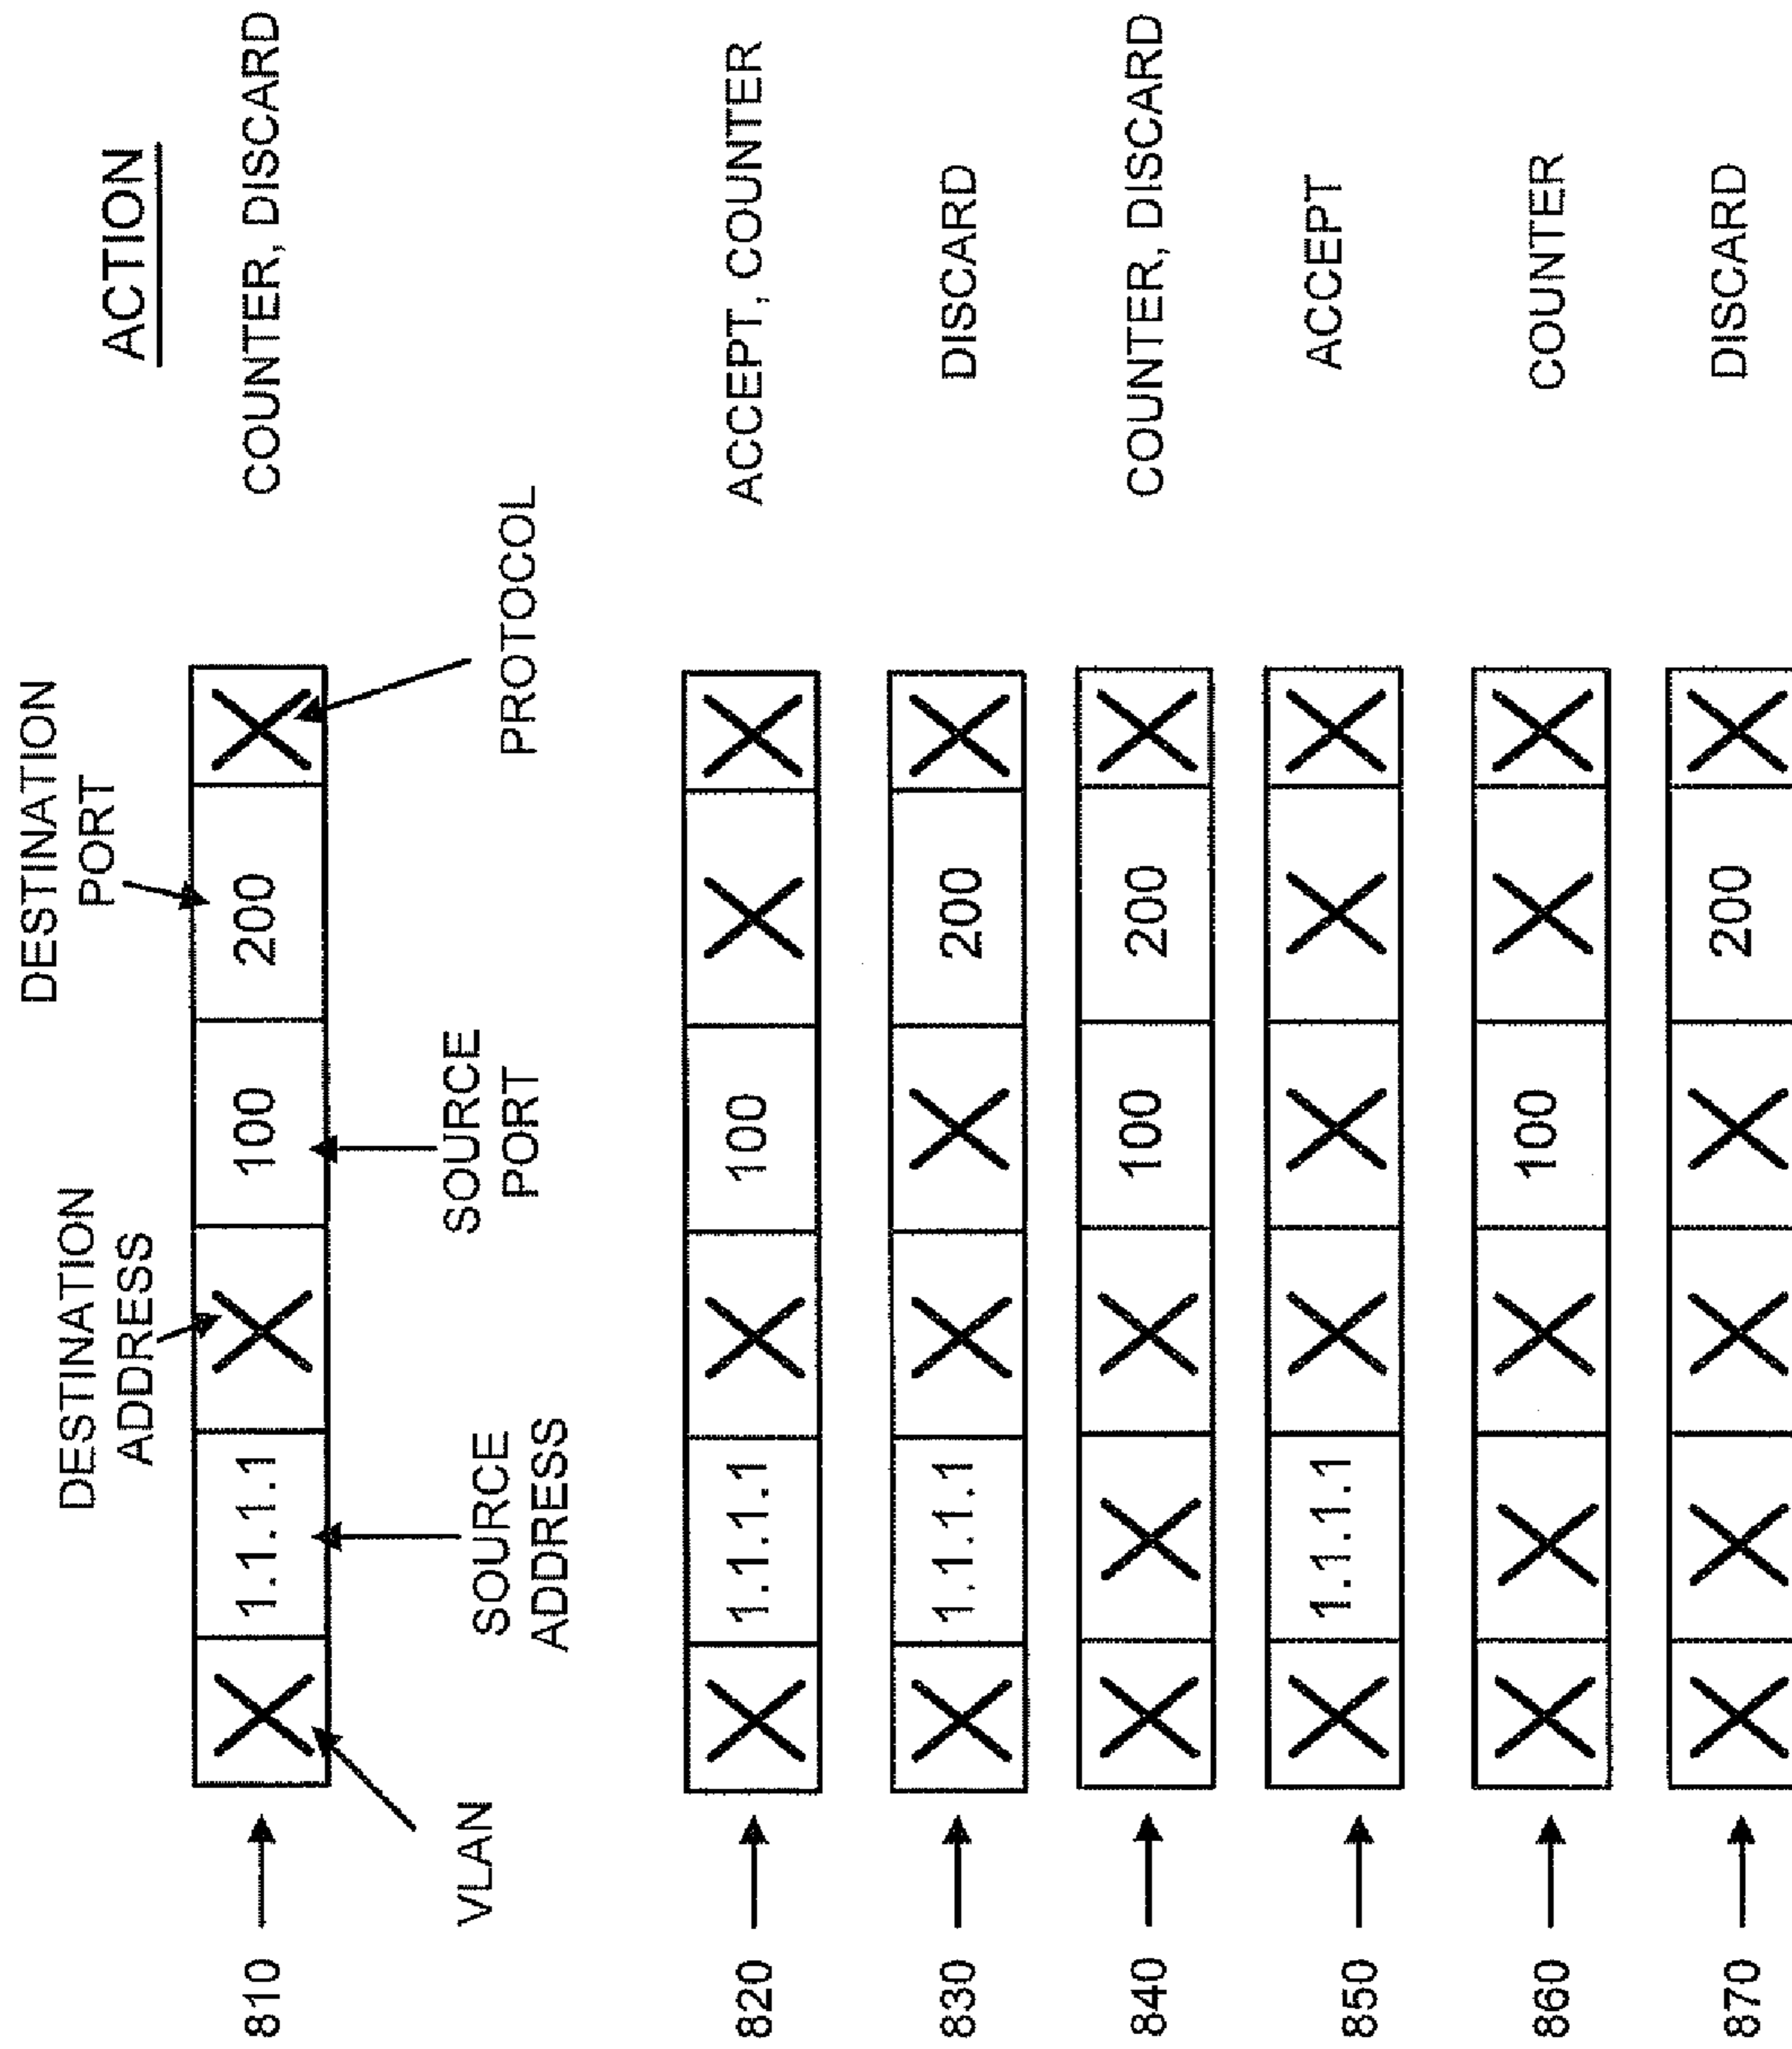 ACTION
DESTINATION
PORT
DESTINATION
ADDRESS
810
X
1.1.1.1
X
100
200
X
COUNTER, DISCARD
VLAN
SOURCE
ADDRESS
SOURCE
PORT
PROTOCOL
820
X
1.1.1.1
X
100
X
X
ACCEPT, COUNTER
830
X
1.1.1.1
X
X
200
X
DISCARD
840
X
X
X
100
200
X
COUNTER, DISCARD
850
X
1.1.1.1
X
X
X
X
ACCEPT
860
X
X
X
100
X
X
COUNTER
870
X
X
X
X
200
X
DISCARD